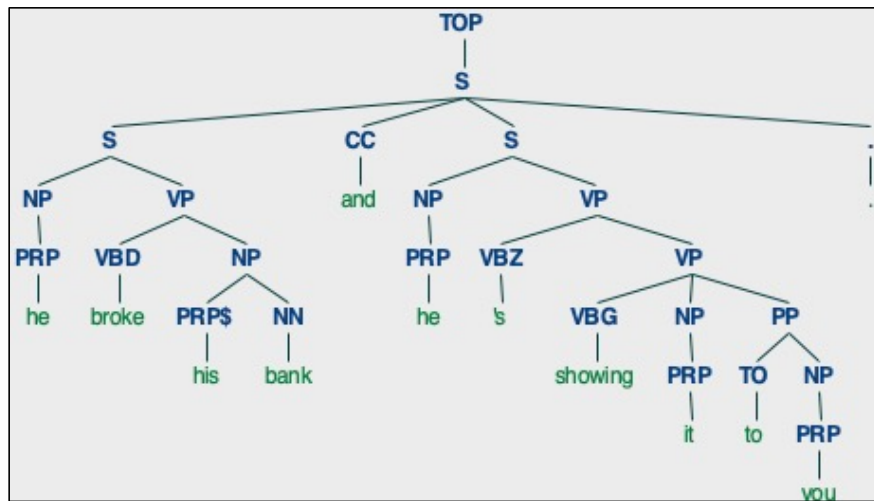 TOP
S
S CC S .
NP VP and NP VP .
PRP VBD NP PRP VBZ VP
he broke PRP$ NN he 's VBG NP PP
his bank showing PRP TO NP
it to PRP
you